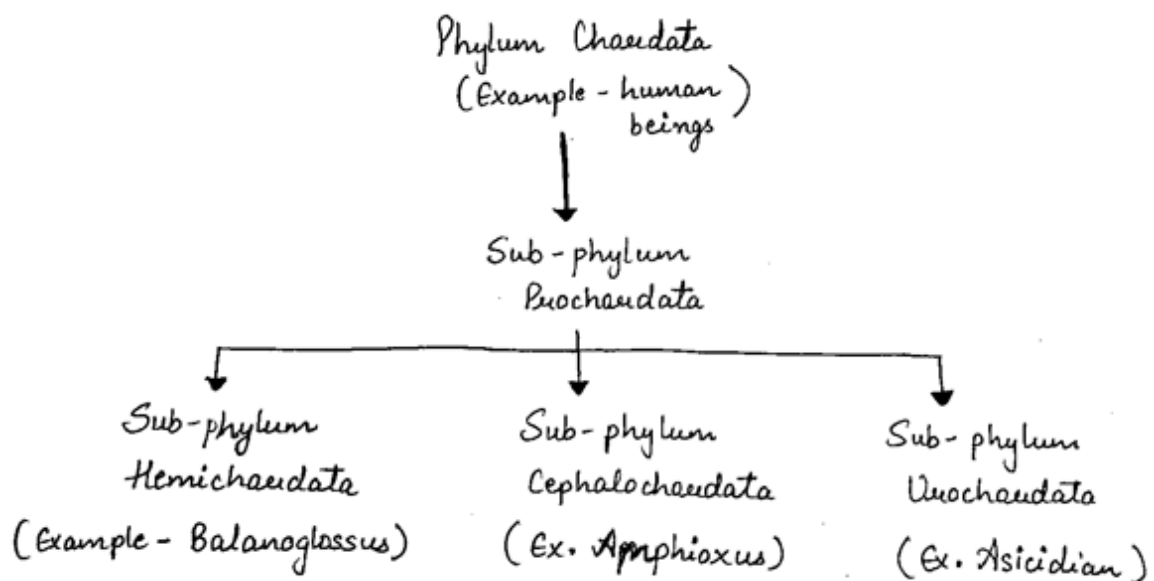 Phylum Chordata
(Example - human
beings)
Sub - phylum
Prochordata
Sub-phylum
Hemichordata
(Example - Balanoglossus)
Sub-phylum
Cephalochordata
(Ex. Amphioxus)
Sub-phylum
Urochordata
(Ex. Asicidian)